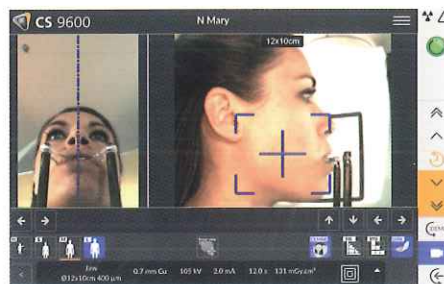 CS 9600
N Mary
12x10cm
Jaw
Ø12x10cm 400 µm
0.7 mm Cu
105 kV
2.0 mA
12.0 s
131 mGy.cm²